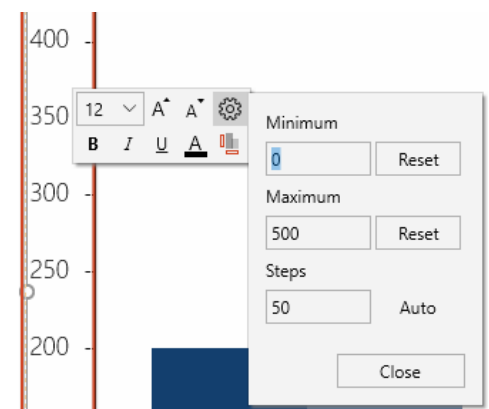 400
350
300
250
200
12 A A
B I U A
Minimum
0 Reset
Maximum
500 Reset
Steps
50 Auto
Close